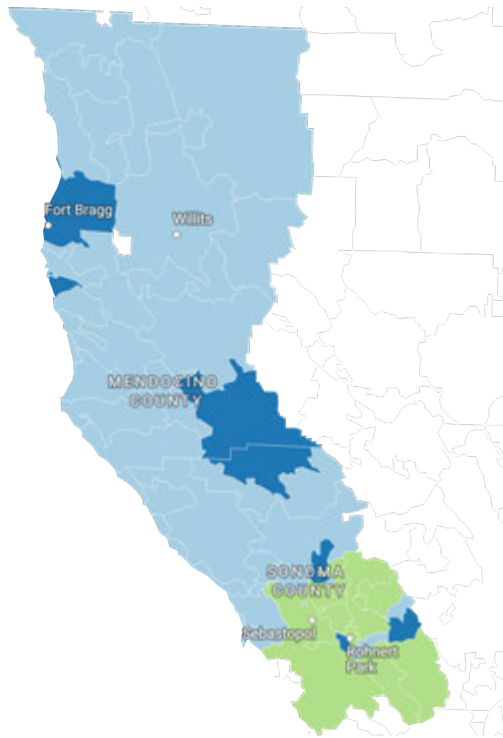 Fort Bragg
Willits
MENDOCINO
COUNTY
SONOMA
COUNTY
Sebastopol
Rohnert
Park